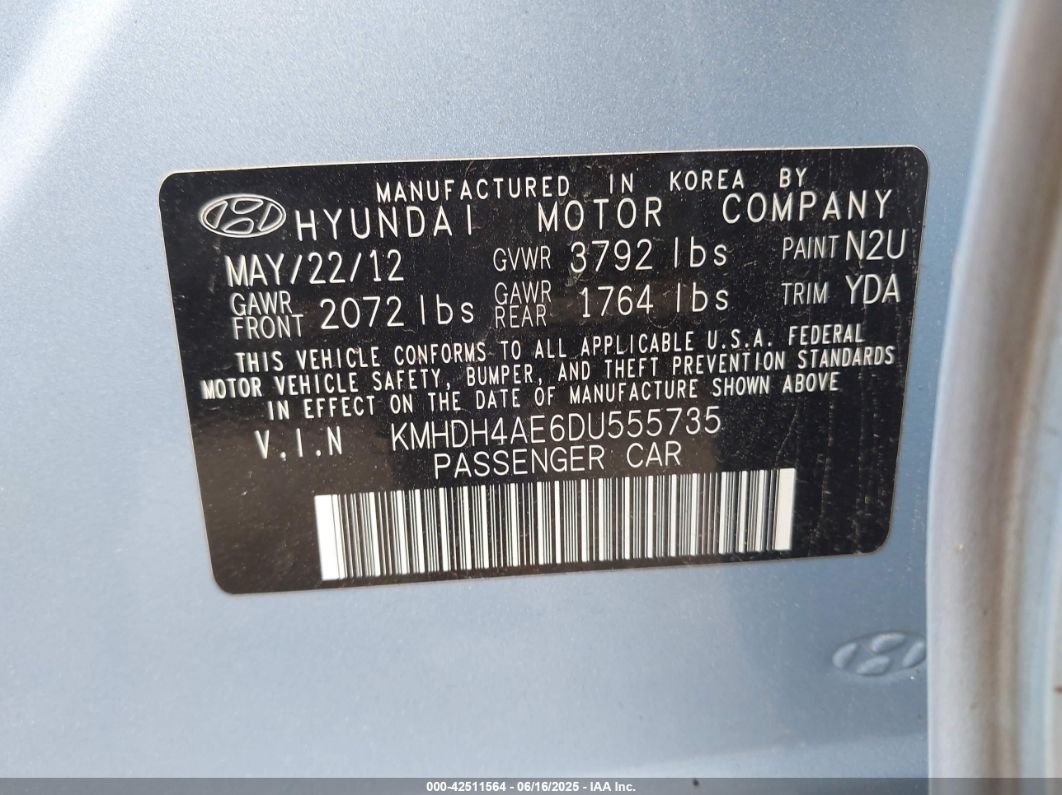 MANUFACTURED IN KOREA BY
HYUNDAI MOTOR COMPANY
MAY/22/12 GVWR 3792 lbs PAINT N2U
GAWR FRONT 2072 lbs GAWR REAR 1764 lbs TRIM YDA
THIS VEHICLE CONFORMS TO ALL APPLICABLE U.S.A. FEDERAL
MOTOR VEHICLE SAFETY, BUMPER, AND THEFT PREVENTION STANDARDS
IN EFFECT ON THE DATE OF MANUFACTURE SHOWN ABOVE
V.I.N KMHDH4AE6DU555735
PASSENGER CAR
000-42511564 - 06/16/2025 - IAA Inc.